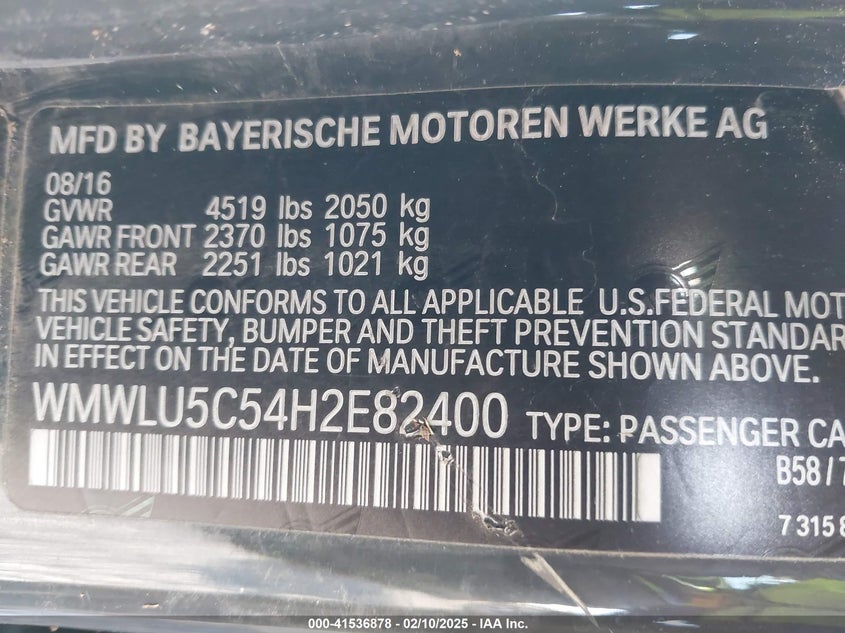 MFD BY BAYERISCHE MOTOREN WERKE AG
08/16
GVWR 4519 lbs 2050 kg
GAWR FRONT 2370 lbs 1075 kg
GAWR REAR 2251 lbs 1021 kg
THIS VEHICLE CONFORMS TO ALL APPLICABLE U.S.FEDERAL MOT
VEHICLE SAFETY, BUMPER AND THEFT PREVENTION STANDAR
IN EFFECT ON THE DATE OF MANUFACTURE SHOWN ABOVE.
WMWLU5C54H2E82400 TYPE: PASSENGER CA
B58/7
7 315 8
000-41536878 - 02/10/2025 - IAA Inc.